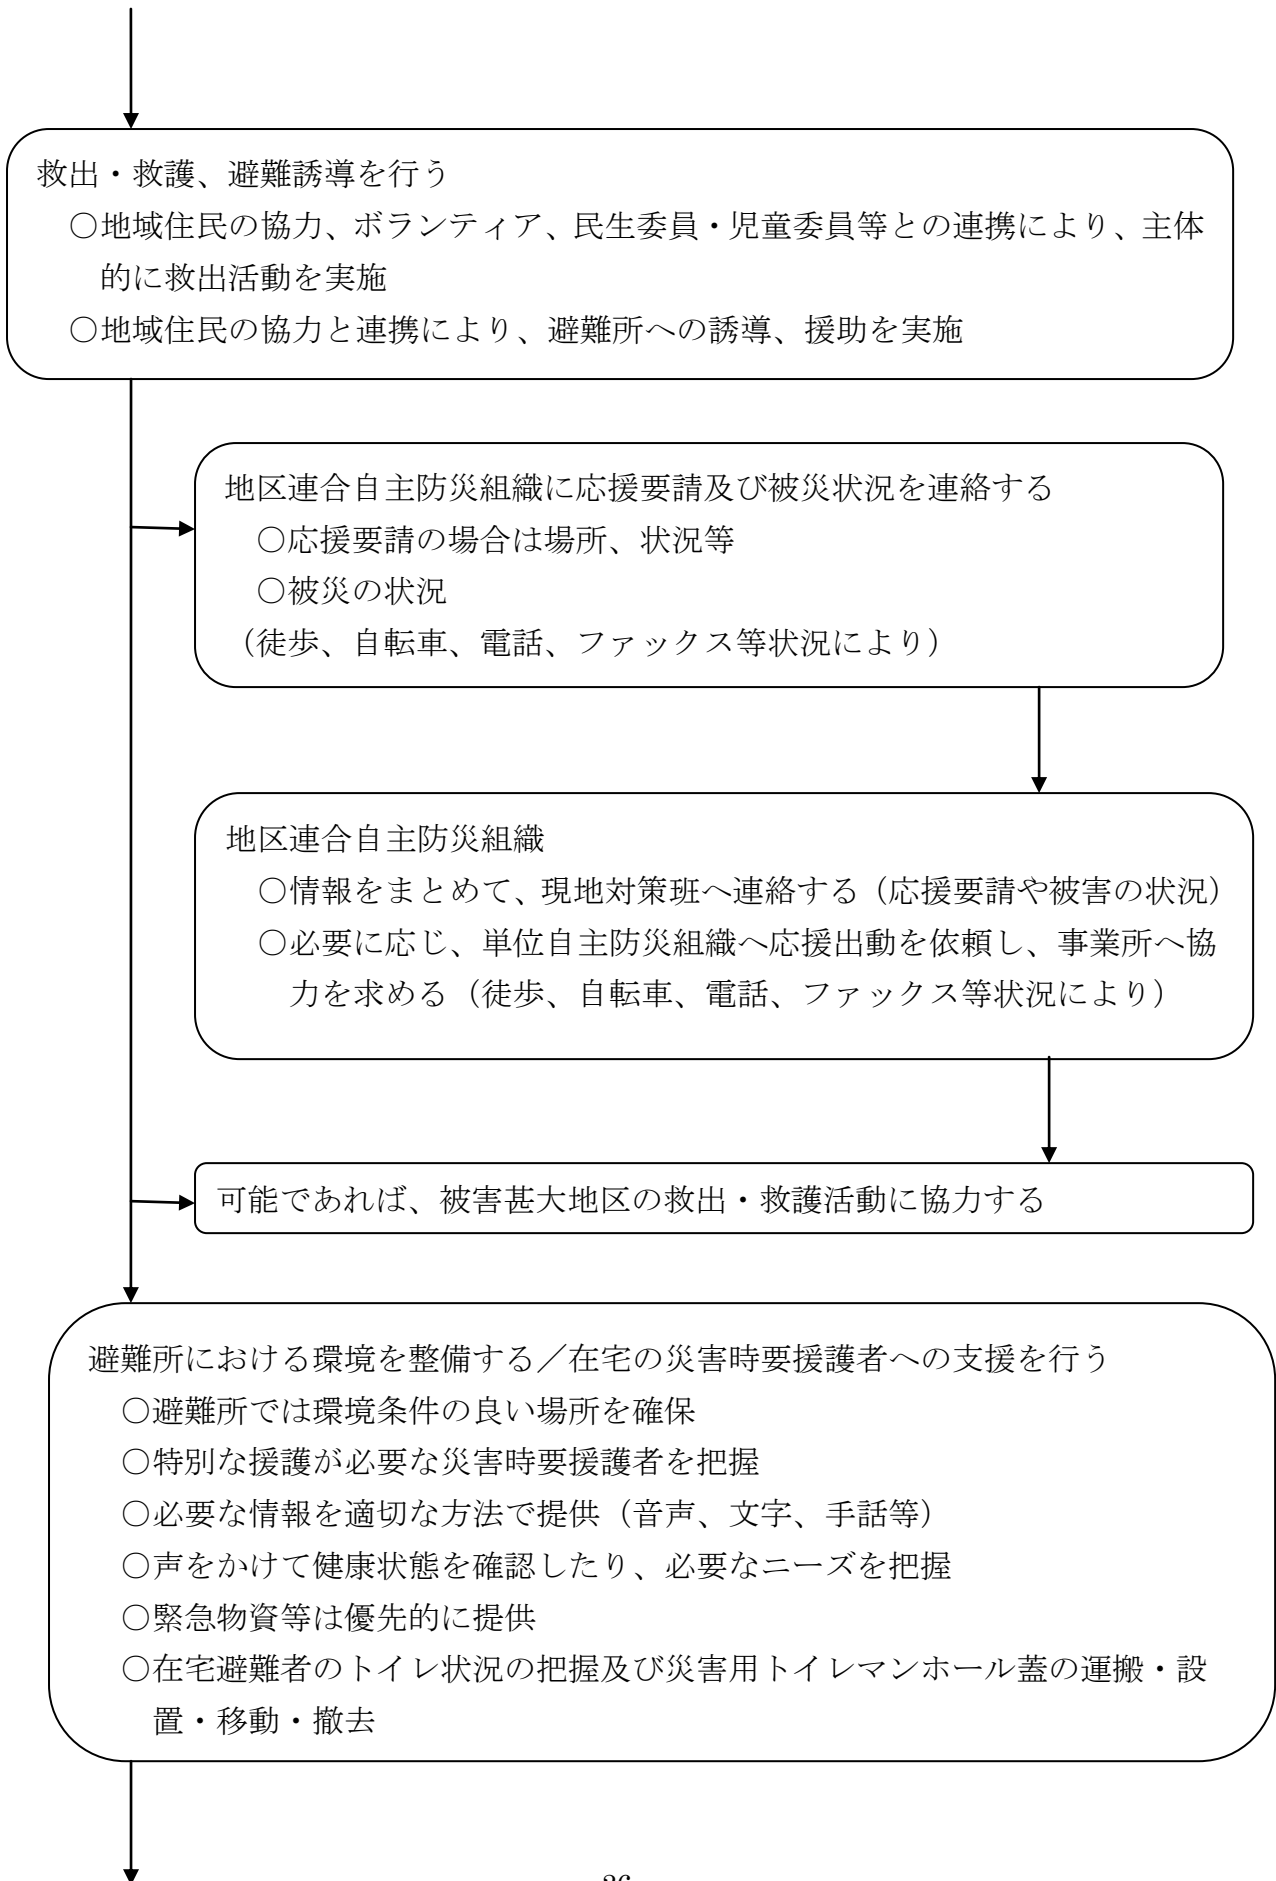 救出・救護、避難誘導を行う
○地域住民の協力、ボランティア、民生委員・児童委員等との連携により、主体
的に救出活動を実施
○地域住民の協力と連携により、避難所への誘導、援助を実施
地区連合自主防災組織に応援要請及び被災状況を連絡する
○応援要請の場合は場所、状況等
○被災の状況
（徒歩、自転車、電話、ファックス等状況により）
地区連合自主防災組織
○情報をまとめて、現地対策班へ連絡する（応援要請や被害の状況）
○必要に応じ、単位自主防災組織へ応援出動を依頼し、事業所へ協
力を求める（徒歩、自転車、電話、ファックス等状況により）
可能であれば、被害甚大地区の救出・救護活動に協力する
避難所における環境を整備する／在宅の災害時要援護者への支援を行う
○避難所では環境条件の良い場所を確保
○特別な援護が必要な災害時要援護者を把握
○必要な情報を適切な方法で提供（音声、文字、手話等）
○声をかけて健康状態を確認したり、必要なニーズを把握
○緊急物資等は優先的に提供
○在宅避難者のトイレ状況の把握及び災害用トイレマンホール蓋の運搬・設
置・移動・撤去